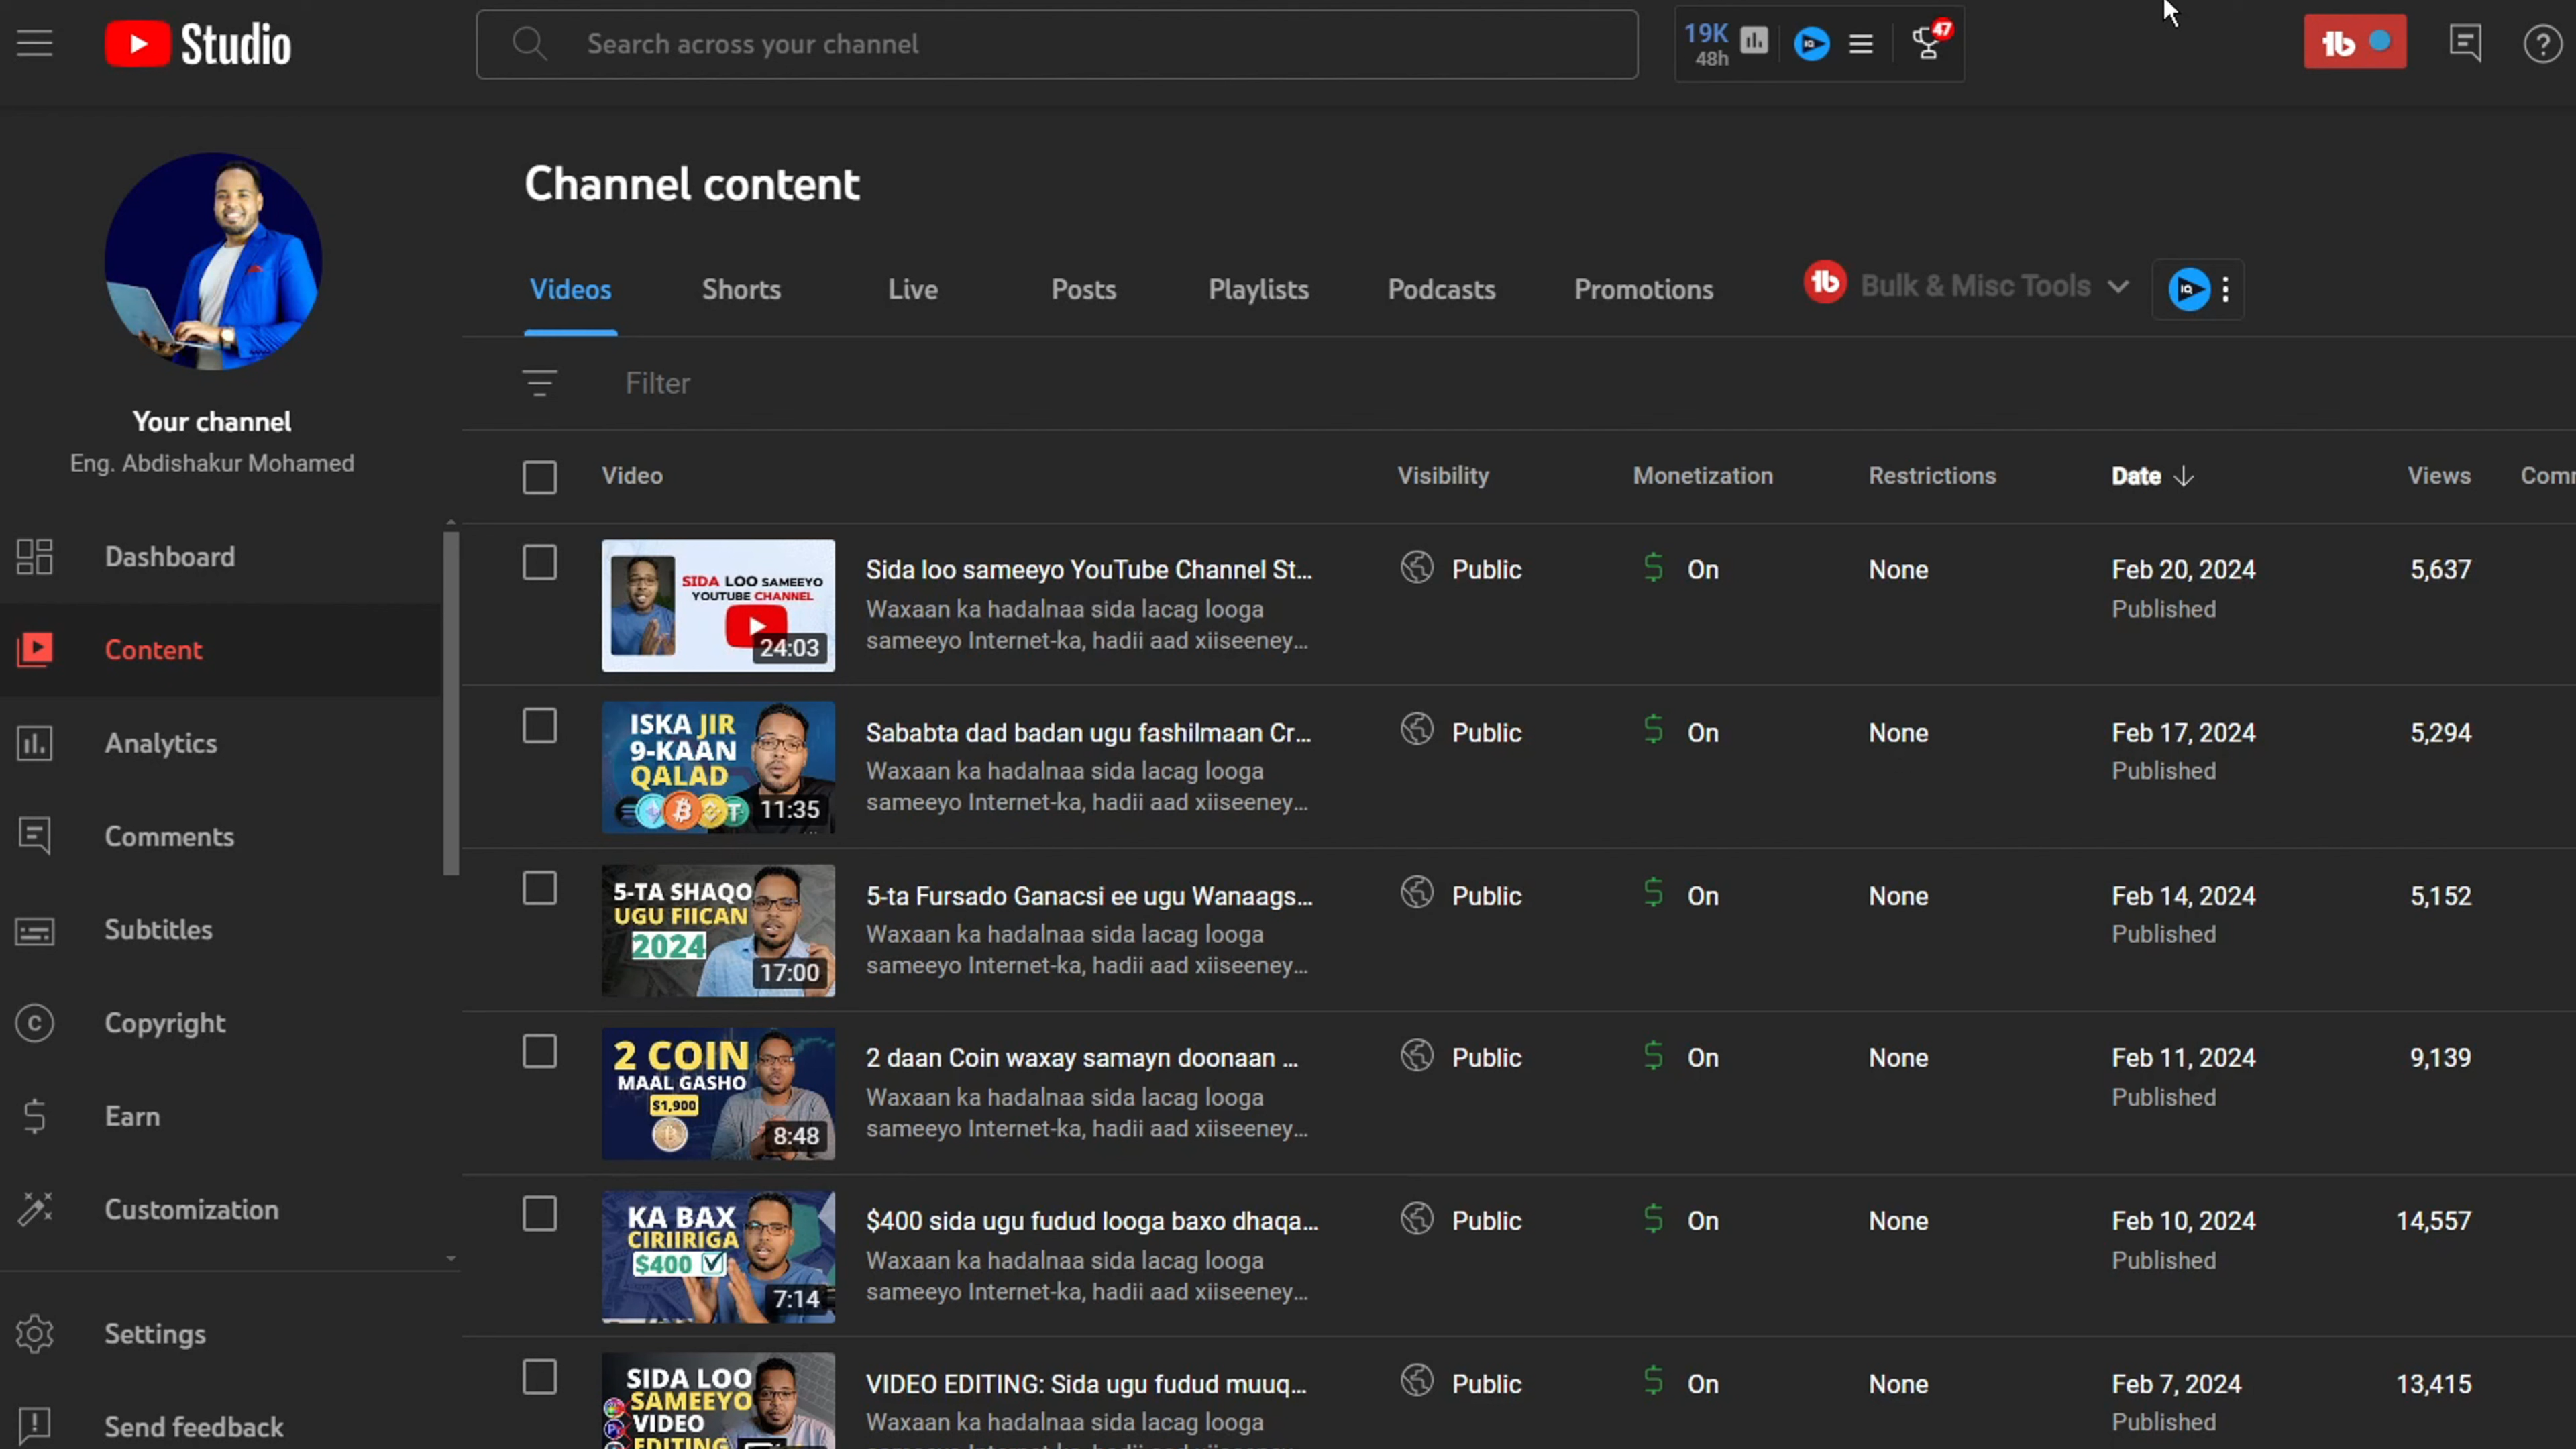 Studio
Search across your channel
19K
48h
47
Channel content
Videos
Shorts
Live
Posts
Playlists
Podcasts
Promotions
Bulk & Misc Tools
Filter
Your channel
Eng. Abdishakur Mohamed
Dashboard
Content
Analytics
Comments
Subtitles
Copyright
Earn
Customization
Settings
Send feedback
Video
Visibility
Monetization
Restrictions
Date
Views
Comm
SIDA LOO SAMEEYO
YOUTUBE CHANNEL
24:03
Sida loo sameeyo YouTube Channel St...
Waxaan ka hadalnaa sida lacag looga
sameeyo Internet-ka, hadii aad xiiseeney...
Public
On
None
Feb 20, 2024
Published
5,637
ISKA JIR
9-KAAN
QALAD
11:35
Sababta dad badan ugu fashilmaan Cr...
Waxaan ka hadalnaa sida lacag looga
sameeyo Internet-ka, hadii aad xiiseeney...
Public
On
None
Feb 17, 2024
Published
5,294
5-TA SHAQO
UGU FIICAN
2024
17:00
5-ta Fursado Ganacsi ee ugu Wanaags...
Waxaan ka hadalnaa sida lacag looga
sameeyo Internet-ka, hadii aad xiiseeney...
Public
On
None
Feb 14, 2024
Published
5,152
2 COIN
MAAL GASHO
$1,900
8:48
2 daan Coin waxay samayn doonaan ...
Waxaan ka hadalnaa sida lacag looga
sameeyo Internet-ka, hadii aad xiiseeney...
Public
On
None
Feb 11, 2024
Published
9,139
KA BAX
CIRIIRIGA
$400
7:14
$400 sida ugu fudud looga baxo dhaqa...
Waxaan ka hadalnaa sida lacag looga
sameeyo Internet-ka, hadii aad xiiseeney...
Public
On
None
Feb 10, 2024
Published
14,557
SIDA LOO
SAMEEYO
VIDEO
EDITING
VIDEO EDITING: Sida ugu fudud muuq...
Waxaan ka hadalnaa sida lacag looga
Public
On
None
Feb 7, 2024
Published
13,415